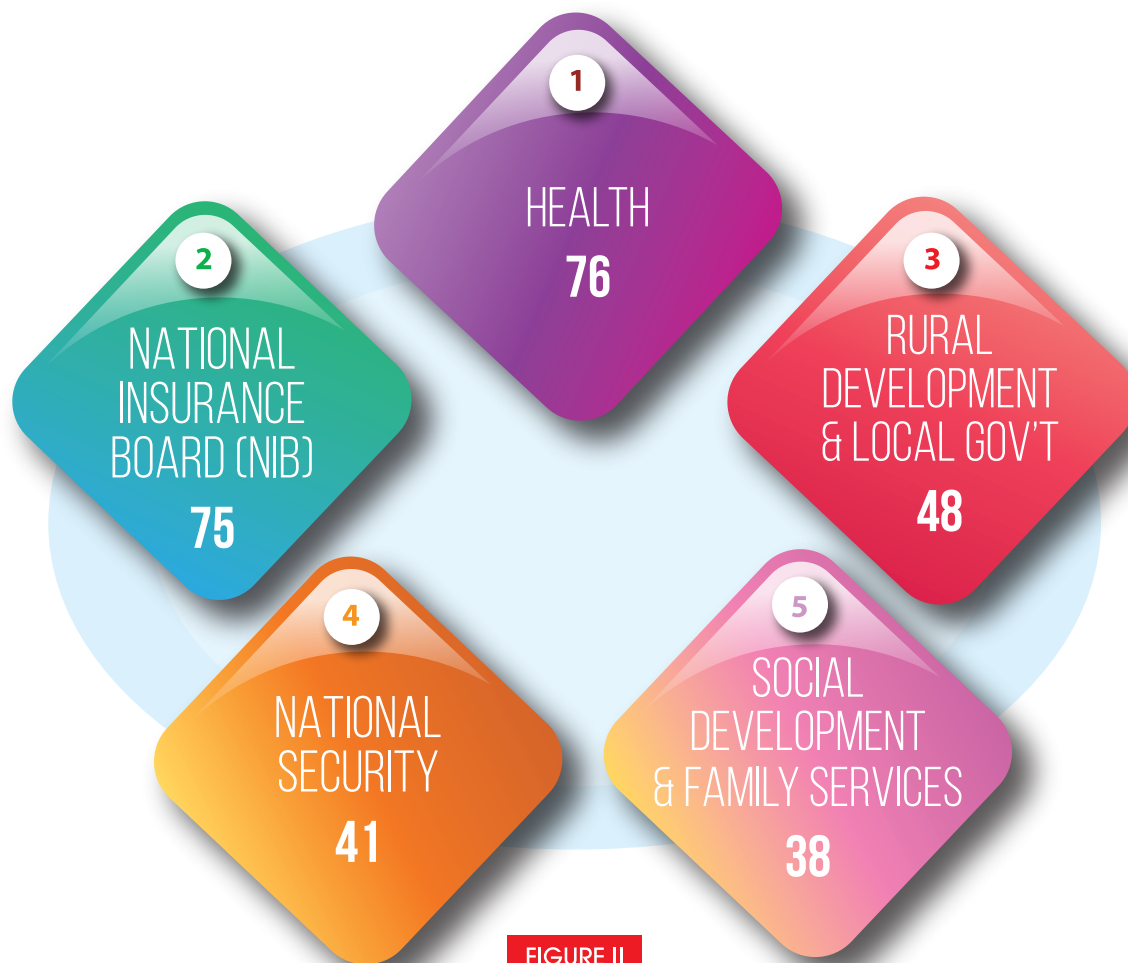 1
HEALTH
76
2
NATIONAL
INSURANCE
BOARD (NIB)
75
3
RURAL
DEVELOPMENT
& LOCAL GOV'T
48
4
NATIONAL
SECURITY
41
5
SOCIAL
DEVELOPMENT
& FAMILY SERVICES
38
FIGURE II